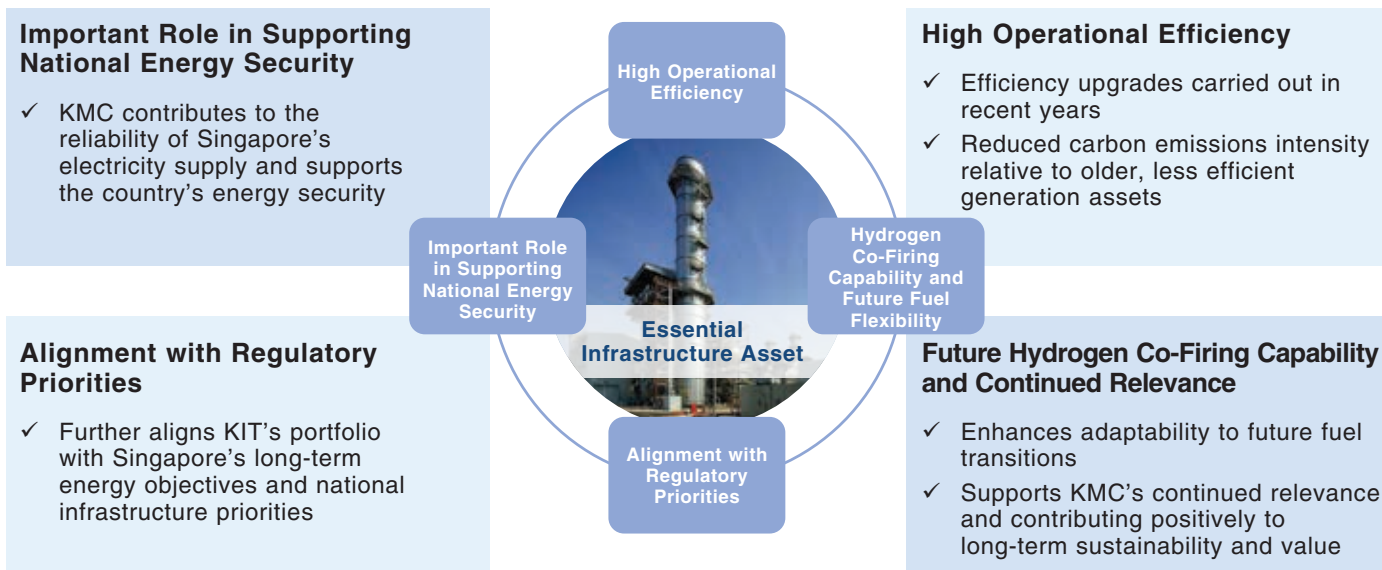 Important Role in Supporting
National Energy Security
✓ KMC contributes to the
reliability of Singapore's
electricity supply and supports
the country's energy security
High Operational
Efficiency
High Operational Efficiency
✓ Efficiency upgrades carried out in
recent years
✓ Reduced carbon emissions intensity
relative to older, less efficient
generation assets
Important Role
in Supporting
National Energy
Security
Hydrogen
Co-Firing
Capability and
Future Fuel
Flexibility
Essential
Infrastructure Asset
Alignment with Regulatory
Priorities
✓ Further aligns KIT's portfolio
with Singapore's long-term
energy objectives and national
infrastructure priorities
Alignment with
Regulatory
Priorities
Future Hydrogen Co-Firing Capability
and Continued Relevance
✓ Enhances adaptability to future fuel
transitions
✓ Supports KMC's continued relevance
and contributing positively to
long-term sustainability and value